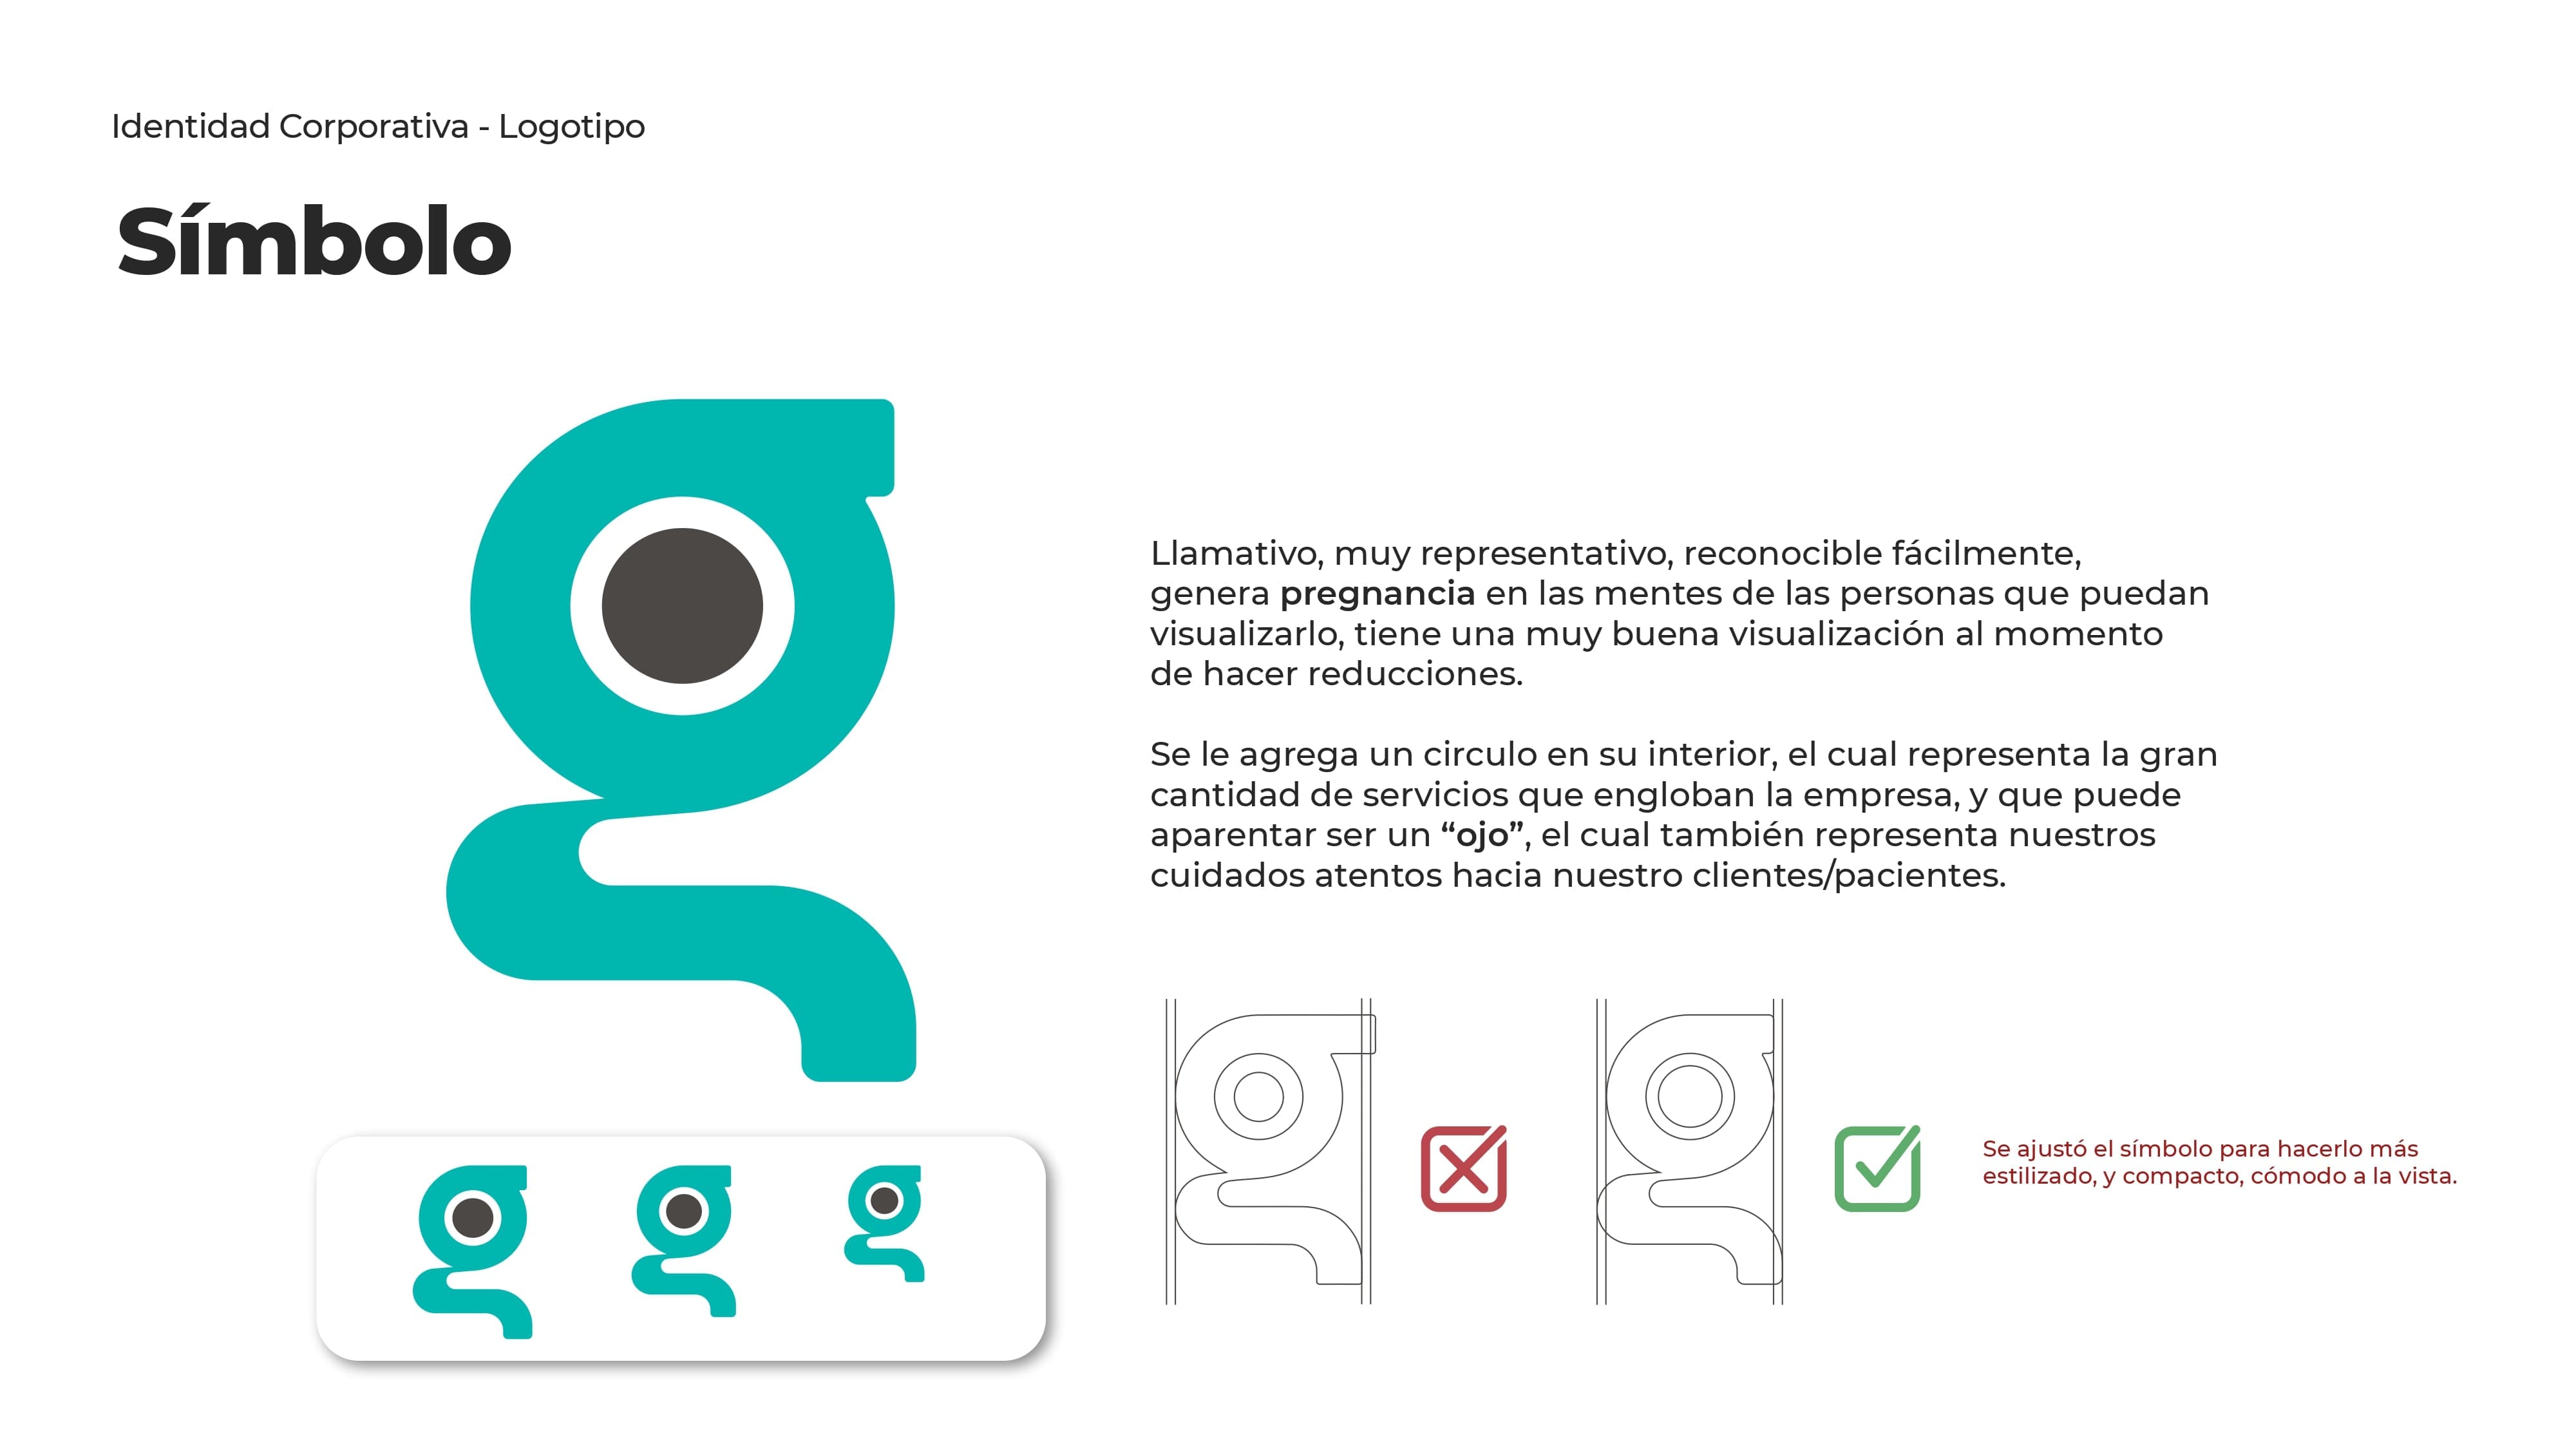 Identidad Corporativa - Logotipo
Símbolo
Llamativo, muy representativo, reconocible fácilmente,
genera pregnancia en las mentes de las personas que puedan
visualizarlo, tiene una muy buena visualización al momento
de hacer reducciones.
Se le agrega un circulo en su interior, el cual representa la gran
cantidad de servicios que engloban la empresa, y que puede
aparentar ser un “ojo”, el cual también representa nuestros
cuidados atentos hacia nuestro clientes/pacientes.
Se ajustó el símbolo para hacerlo más
estilizado, y compacto, cómodo a la vista.